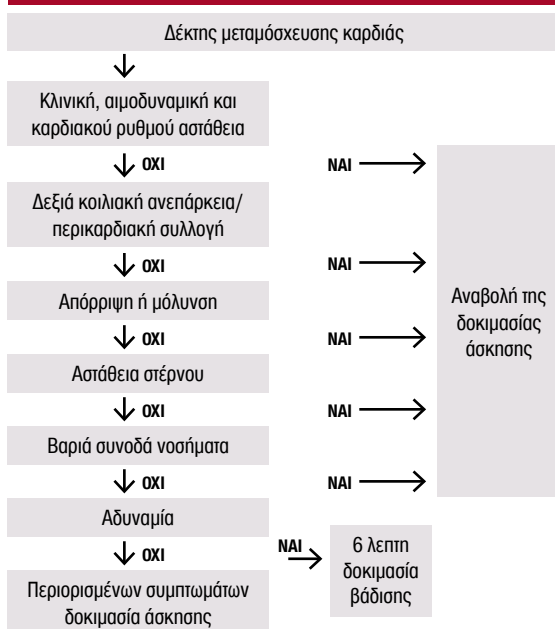 Δέκτης μεταμόσχευσης καρδιάς
Κλινική, αιμοδυναμική και
καρδιακού ρυθμού αστάθεια
ΟΧΙ
ΝΑΙ
Δεξιά κοιλιακή ανεπάρκεια/
περικαρδιακή συλλογή
ΟΧΙ
ΝΑΙ
Απόρριψη ή μόλυνση
ΟΧΙ
ΝΑΙ
Αστάθεια στέρνου
ΟΧΙ
ΝΑΙ
Βαριά συνοδά νοσήματα
ΟΧΙ
ΝΑΙ
Αναβολή της
δοκιμασίας
άσκησης
Αδυναμία
ΟΧΙ
ΝΑΙ
6 λεπτη
δοκιμασία
βάδισης
Περιορισμένων συμπτωμάτων
δοκιμασία άσκησης